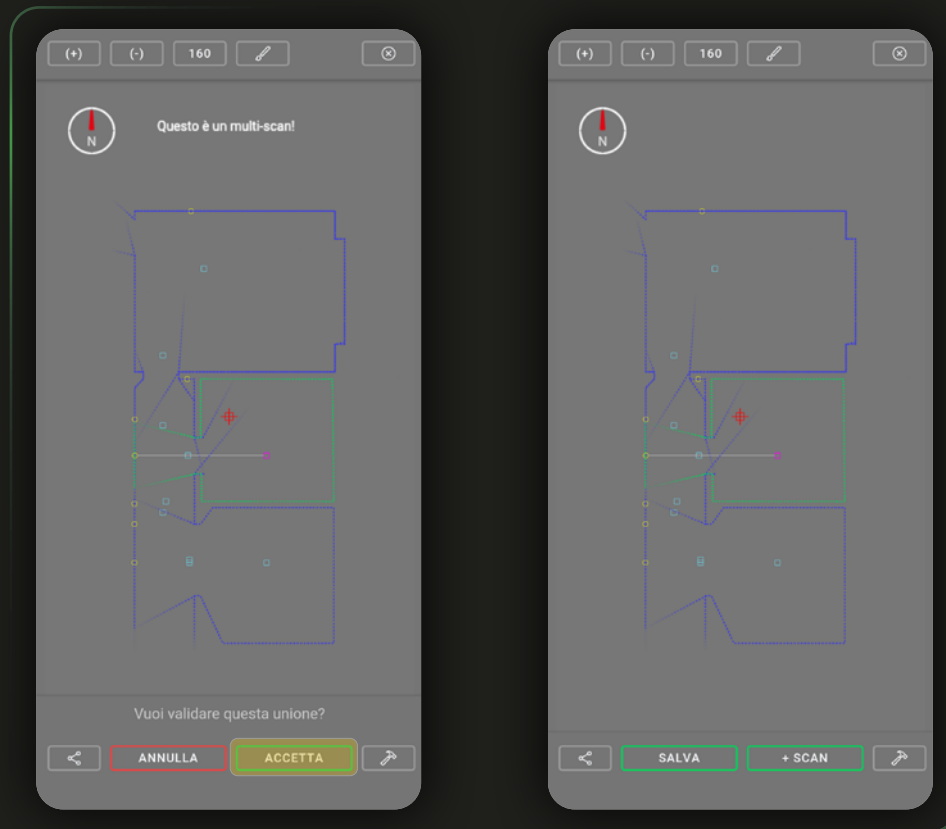 (+) (-) 160
N Questo è un multi-scan!
Vuoi validare questa unione?
ANNULLA ACCETTA
(+) (-) 160
N
SALVA + SCAN